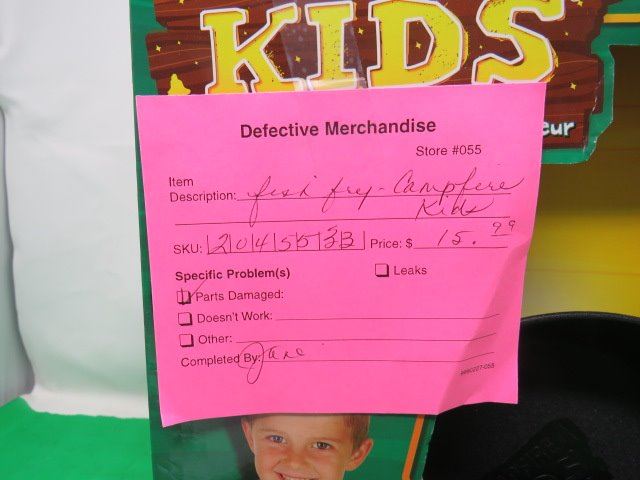 KIDS
eur
Defective Merchandise
Store #055
Item
Description: fish fry - Campfire
Kids
SKU: 2045533 Price: $ 15.99
Specific Problem(s)
Leaks
Parts Damaged:
Doesn't Work:
Other:
Completed By: Jane